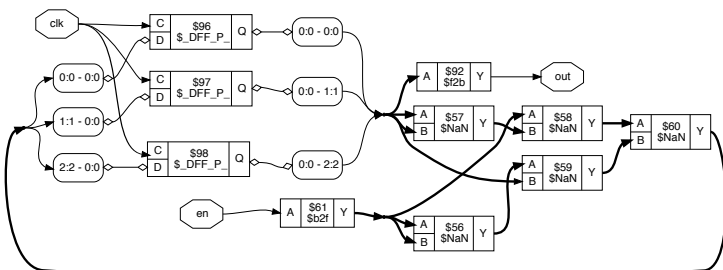 clk
C
D
$96
$_DFF_P_
Q
0:0 - 0:0
0:0 - 0:0
C
D
$97
$_DFF_P_
Q
0:0 - 1:1
1:1 - 0:0
C
D
$98
$_DFF_P_
Q
0:0 - 2:2
2:2 - 0:0
A
$92
$f2b
Y
out
A
B
$57
$NaN
Y
A
B
$58
$NaN
Y
A
B
$60
$NaN
Y
A
B
$59
$NaN
Y
en
A
$61
$b2f
Y
A
B
$56
$NaN
Y